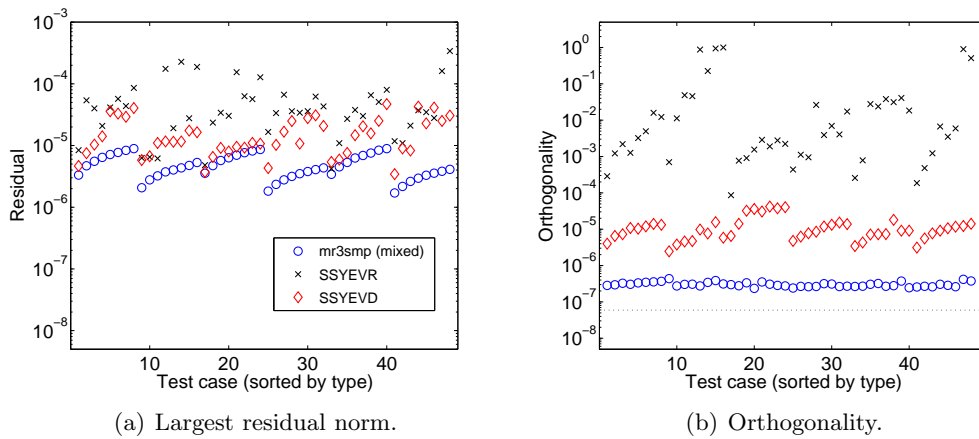 10^{-3}
10^{-4}
10^{-5}
10^{-6}
10^{-7}
10^{-8}
Residual
mr3smp (mixed)
SSYEVR
SSYEVD
10 20 30 40
Test case (sorted by type)
(a) Largest residual norm.
10^{0}
10^{-1}
10^{-2}
10^{-3}
10^{-4}
10^{-5}
10^{-6}
10^{-7}
10^{-8}
Orthogonality
10 20 30 40
Test case (sorted by type)
(b) Orthogonality.